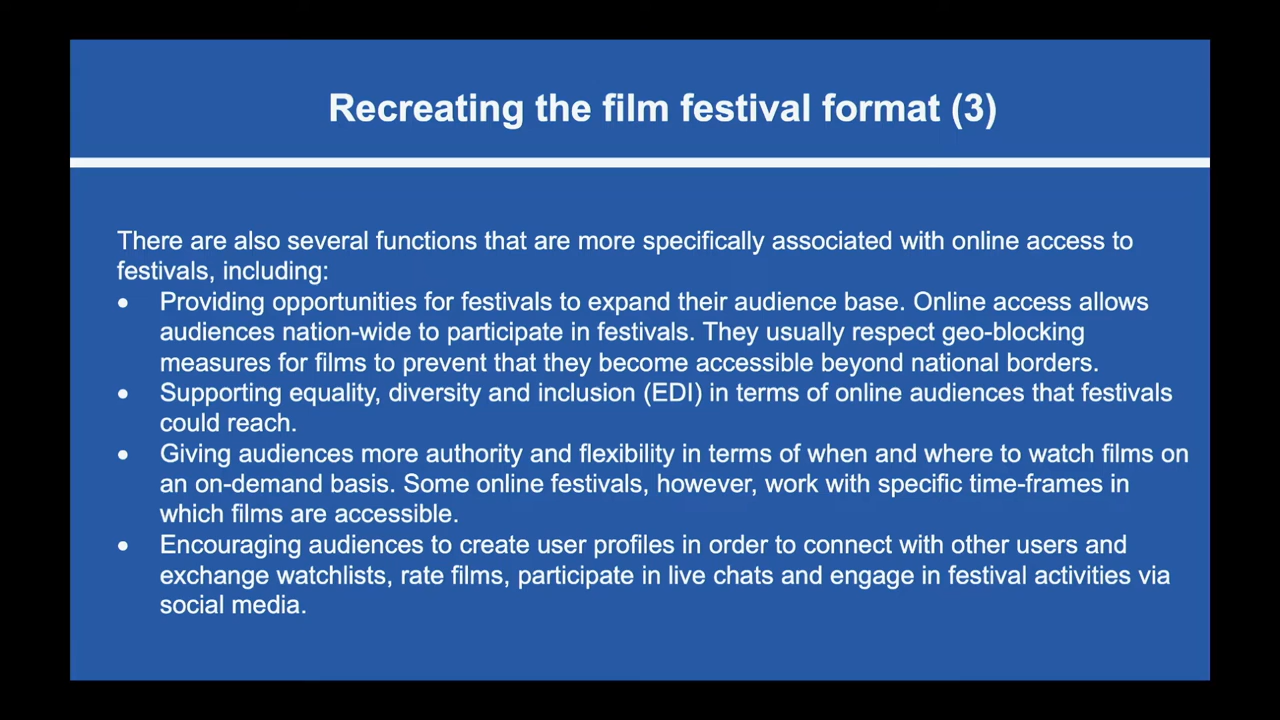 Recreating the film festival format (3)
There are also several functions that are more specifically associated with online access to
festivals, including:
● Providing opportunities for festivals to expand their audience base. Online access allows
audiences nation-wide to participate in festivals. They usually respect geo-blocking
measures for films to prevent that they become accessible beyond national borders.
● Supporting equality, diversity and inclusion (EDI) in terms of online audiences that festivals
could reach.
● Giving audiences more authority and flexibility in terms of when and where to watch films on
an on-demand basis. Some online festivals, however, work with specific time-frames in
which films are accessible.
● Encouraging audiences to create user profiles in order to connect with other users and
exchange watchlists, rate films, participate in live chats and engage in festival activities via
social media.